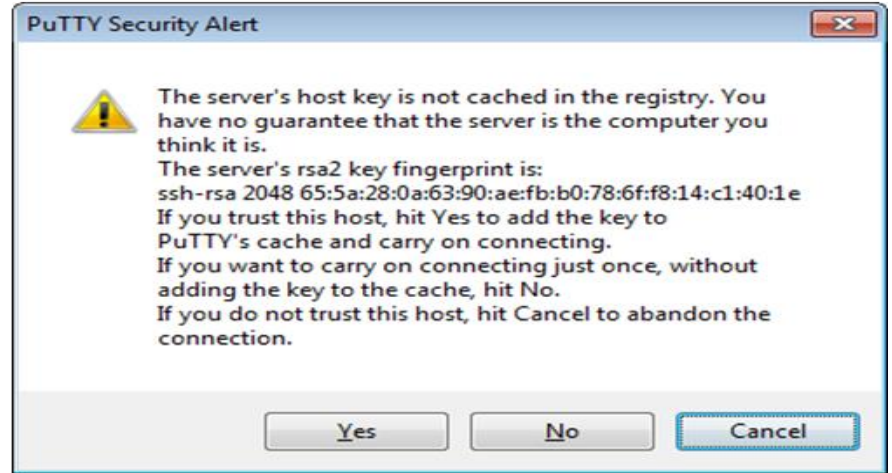 PuTTY Security Alert
The server's host key is not cached in the registry. You
have no guarantee that the server is the computer you
think it is.
The server's rsa2 key fingerprint is:
ssh-rsa 2048 65:5a:28:0a:63:90:ae:fb:b0:78:6f:f8:14:c1:40:1e
If you trust this host, hit Yes to add the key to
PuTTY's cache and carry on connecting.
If you want to carry on connecting just once, without
adding the key to the cache, hit No.
If you do not trust this host, hit Cancel to abandon the
connection.
Yes No Cancel